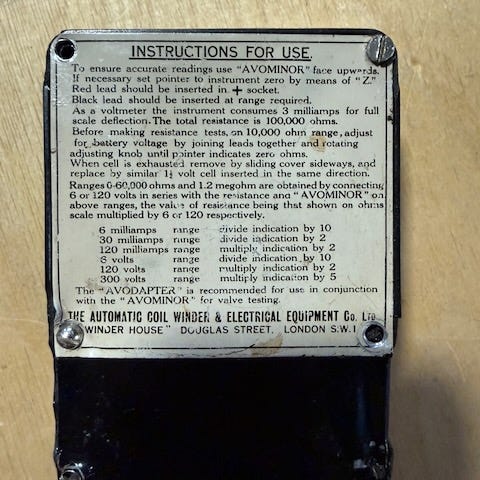 INSTRUCTIONS FOR USE.
To ensure accurate readings use "AVOMINOR" face upwards.
If necessary set pointer to instrument zero by means of "Z."
Red lead should be inserted in + socket.
Black lead should be inserted at range required.
As a voltmeter the instrument consumes 3 milliamps for full
scale deflection. The total resistance is 100,000 ohms.
Before making resistance tests, on 10,000 ohm range, adjust
for battery voltage by joining leads together and rotating
adjusting knob until pointer indicates zero ohms.
When cell is exhausted remove by sliding cover sideways, and
replace by similar 1½ volt cell inserted in the same direction.
Ranges 0-60,000 ohms and 1.2 megohm are obtained by connecting
6 or 120 volts in series with the resistance and "AVOMINOR" on
above ranges, the value of resistance being that shown on ohms
scale multiplied by 6 or 120 respectively.
6 milliamps range divide indication by 10
30 milliamps range divide indication by 2
120 milliamps range multiply indication by 2
6 volts range divide indication by 10
120 volts range multiply indication by 2
300 volts range multiply indication by 5
The "AVODAPTER" is recommended for use in conjunction
with the "AVOMINOR" for valve testing.
THE AUTOMATIC COIL WINDER & ELECTRICAL EQUIPMENT Co. Ltd
"WINDER HOUSE" DOUGLAS STREET, LONDON S.W.1